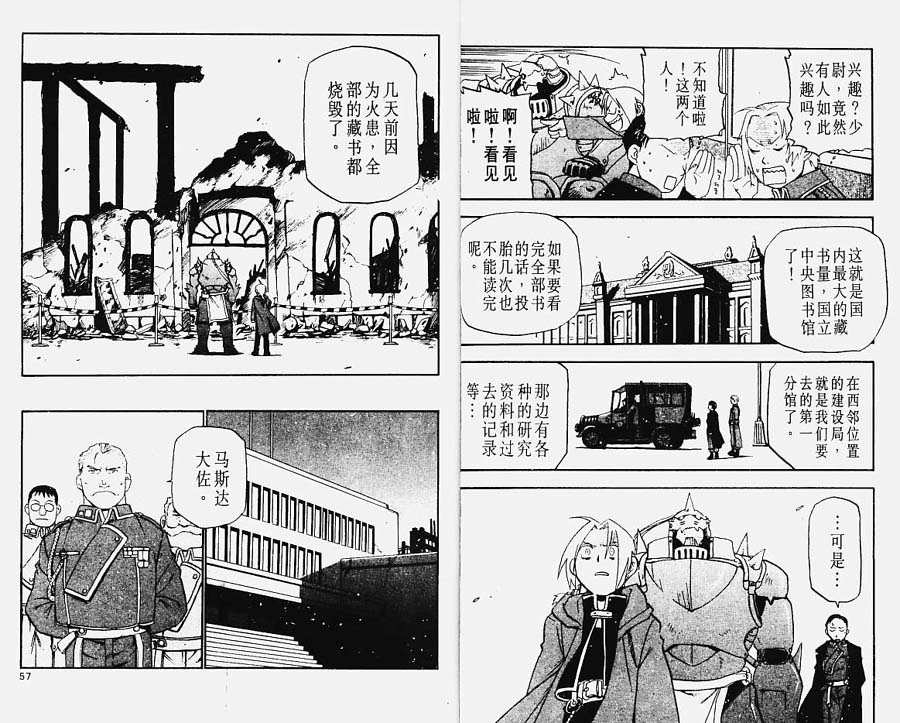 兴趣？少
尉，竟然
有人如此
兴趣吗？
不知道啦
！这两个
人！
啊！看见
啦！看见
啦！
这就是国
内最大的藏
书量，国立
中央图书馆
了！
如果要看
完全部书
的话，投
胎几次也
不能读完
呢。
在西邻位置
的建设局，
就是我们要
去的第一
分馆了。
那边有各
种的研究
资料和过
去的记录
等…
…可是…
几天前因
为火患，全
部的藏书都
烧毁了。
马斯达
大佐。
57